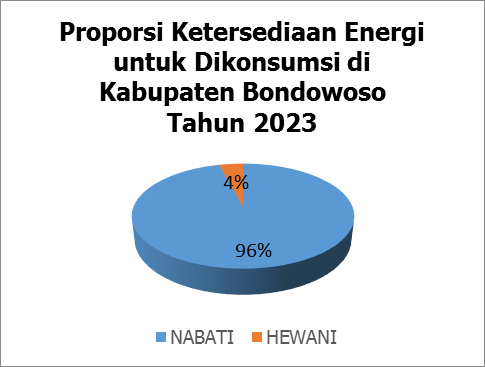 Proporsi Ketersediaan Energi
untuk Dikonsumsi di
Kabupaten Bondowoso
Tahun 2023
4%
96%
NABATI HEWANI